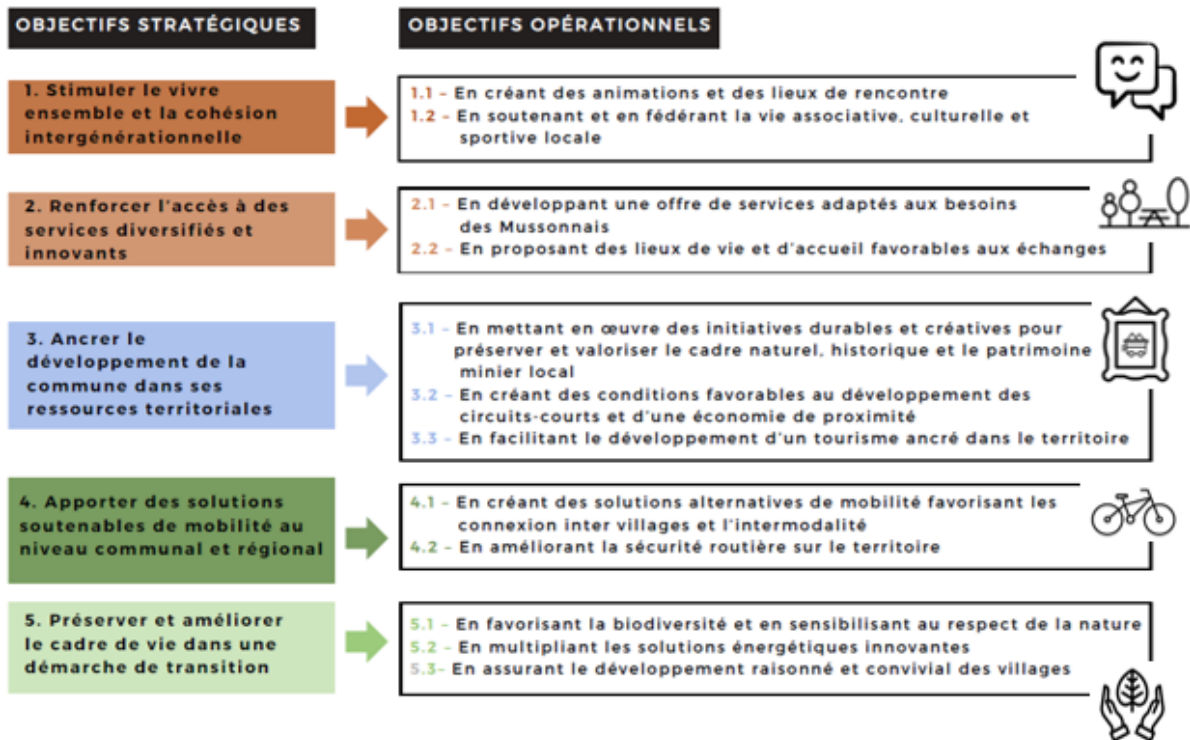 OBJECTIFS STRATÉGIQUES
OBJECTIFS OPÉRATIONNELS
1. Stimuler le vivre
ensemble et la cohésion
intergénérationnelle
1.1 – En créant des animations et des lieux de rencontre
1.2 – En soutenant et en fédérant la vie associative, culturelle et
sportive locale
2. Renforcer l'accès à des
services diversifiés et
innovants
2.1 – En développant une offre de services adaptés aux besoins
des Mussonnais
2.2 – En proposant des lieux de vie et d'accueil favorables aux échanges
3. Ancrer le
développement de la
commune dans ses
ressources territoriales
3.1 – En mettant en œuvre des initiatives durables et créatives pour
préserver et valoriser le cadre naturel, historique et le patrimoine
minier local
3.2 – En créant des conditions favorables au développement des
circuits-courts et d'une économie de proximité
3.3 – En facilitant le développement d'un tourisme ancré dans le territoire
4. Apporter des solutions
soutenables de mobilité au
niveau communal et régional
4.1 – En créant des solutions alternatives de mobilité favorisant les
connexion inter villages et l'intermodalité
4.2 – En améliorant la sécurité routière sur le territoire
5. Préserver et améliorer
le cadre de vie dans une
démarche de transition
5.1 – En favorisant la biodiversité et en sensibilisant au respect de la nature
5.2 – En multipliant les solutions énergétiques innovantes
5.3– En assurant le développement raisonné et convivial des villages